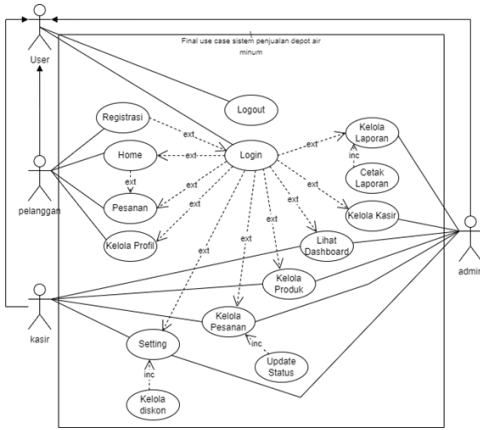 User
Final use case sistem penjualan depot air
minum
Registrasi
Logout
ext
ext
Kelola
Laporan
Home
ext
Login
inc
ext
ext
ext
Cetak
Laporan
ext
ext
pelanggan
Pesanan
ext
ext
Kelola Kasir
Kelola Profil
ext
ext
Lihat
Dashboard
admin
Kelola
Produk
kasir
Kelola
Pesanan
Setting
inc
Update
Status
inc
Kelola
diskon